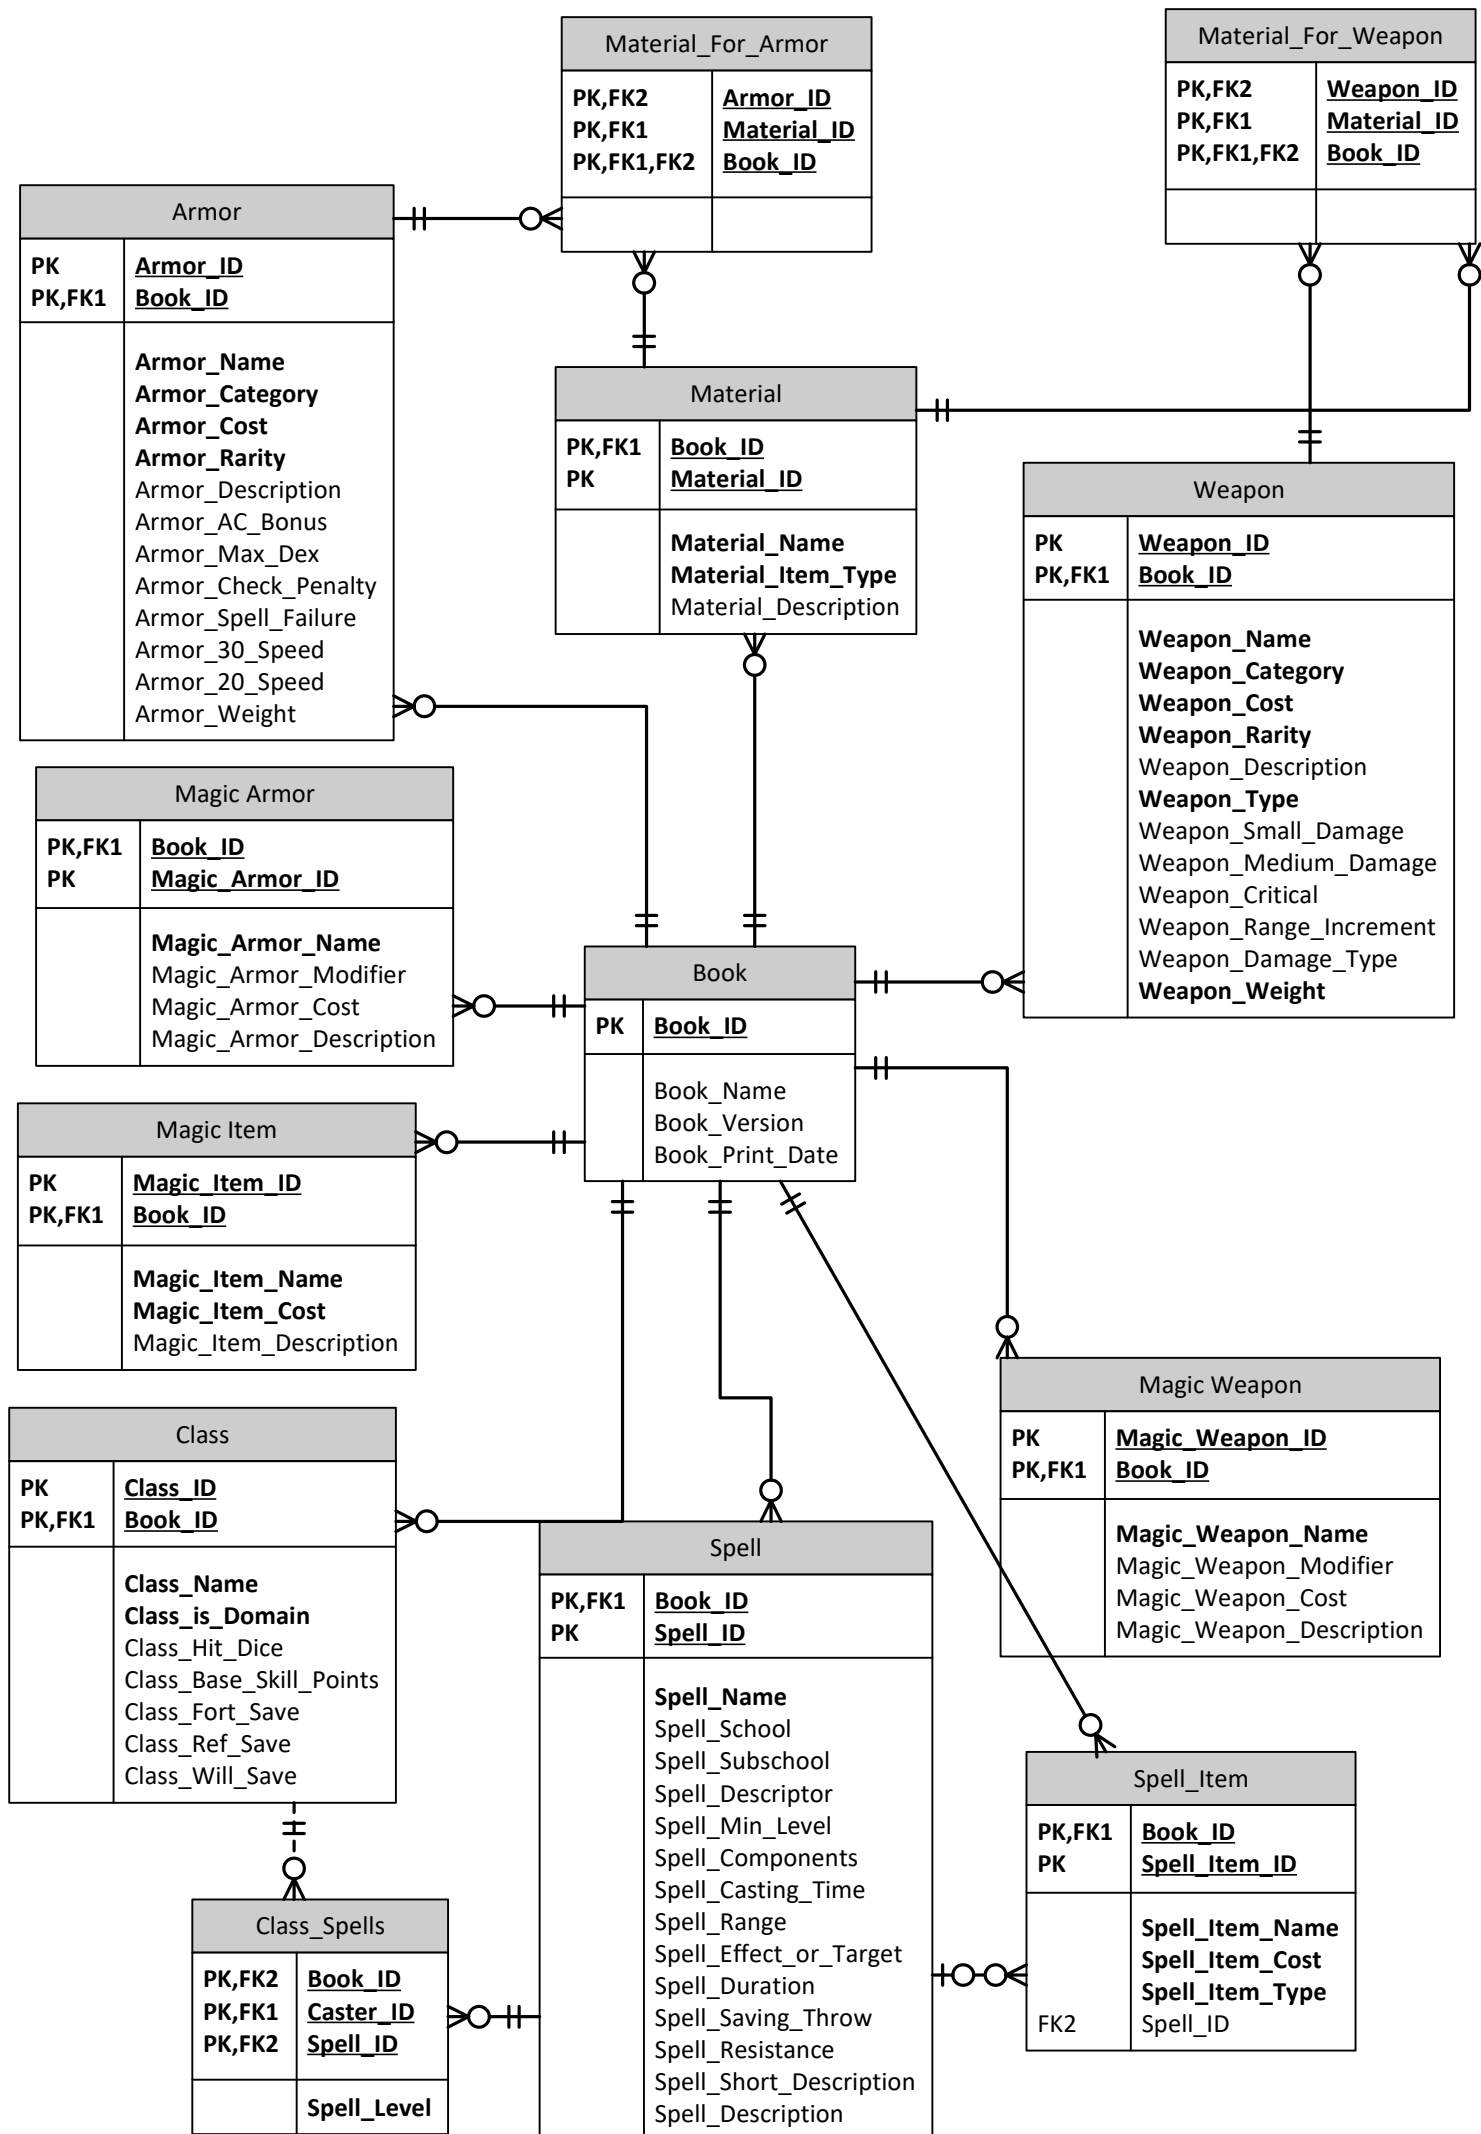 Material_For_Armor
PK,FK2 Armor_ID
PK,FK1 Material_ID
PK,FK1,FK2 Book_ID
Material_For_Weapon
PK,FK2 Weapon_ID
PK,FK1 Material_ID
PK,FK1,FK2 Book_ID
Armor
PK Armor_ID
PK,FK1 Book_ID
Armor_Name
Armor_Category
Armor_Cost
Armor_Rarity
Armor_Description
Armor_AC_Bonus
Armor_Max_Dex
Armor_Check_Penalty
Armor_Spell_Failure
Armor_30_Speed
Armor_20_Speed
Armor_Weight
Material
PK,FK1 Book_ID
PK Material_ID
Material_Name
Material_Item_Type
Material_Description
Weapon
PK Weapon_ID
PK,FK1 Book_ID
Weapon_Name
Weapon_Category
Weapon_Cost
Weapon_Rarity
Weapon_Description
Weapon_Type
Weapon_Small_Damage
Weapon_Medium_Damage
Weapon_Critical
Weapon_Range_Increment
Weapon_Damage_Type
Weapon_Weight
Magic Armor
PK,FK1 Book_ID
PK Magic_Armor_ID
Magic_Armor_Name
Magic_Armor_Modifier
Magic_Armor_Cost
Magic_Armor_Description
Book
PK Book_ID
Book_Name
Book_Version
Book_Print_Date
Magic Item
PK Magic_Item_ID
PK,FK1 Book_ID
Magic_Item_Name
Magic_Item_Cost
Magic_Item_Description
Magic Weapon
PK Magic_Weapon_ID
PK,FK1 Book_ID
Magic_Weapon_Name
Magic_Weapon_Modifier
Magic_Weapon_Cost
Magic_Weapon_Description
Class
PK Class_ID
PK,FK1 Book_ID
Class_Name
Class_is_Domain
Class_Hit_Dice
Class_Base_Skill_Points
Class_Fort_Save
Class_Ref_Save
Class_Will_Save
Spell
PK,FK1 Book_ID
PK Spell_ID
Spell_Name
Spell_School
Spell_Subschool
Spell_Descriptor
Spell_Min_Level
Spell_Components
Spell_Casting_Time
Spell_Range
Spell_Effect_or_Target
Spell_Duration
Spell_Saving_Throw
Spell_Resistance
Spell_Short_Description
Spell_Description
Spell_Item
PK,FK1 Book_ID
PK Spell_Item_ID
Spell_Item_Name
Spell_Item_Cost
Spell_Item_Type
FK2 Spell_ID
Class_Spells
PK,FK2 Book_ID
PK,FK1 Caster_ID
PK,FK2 Spell_ID
Spell_Level